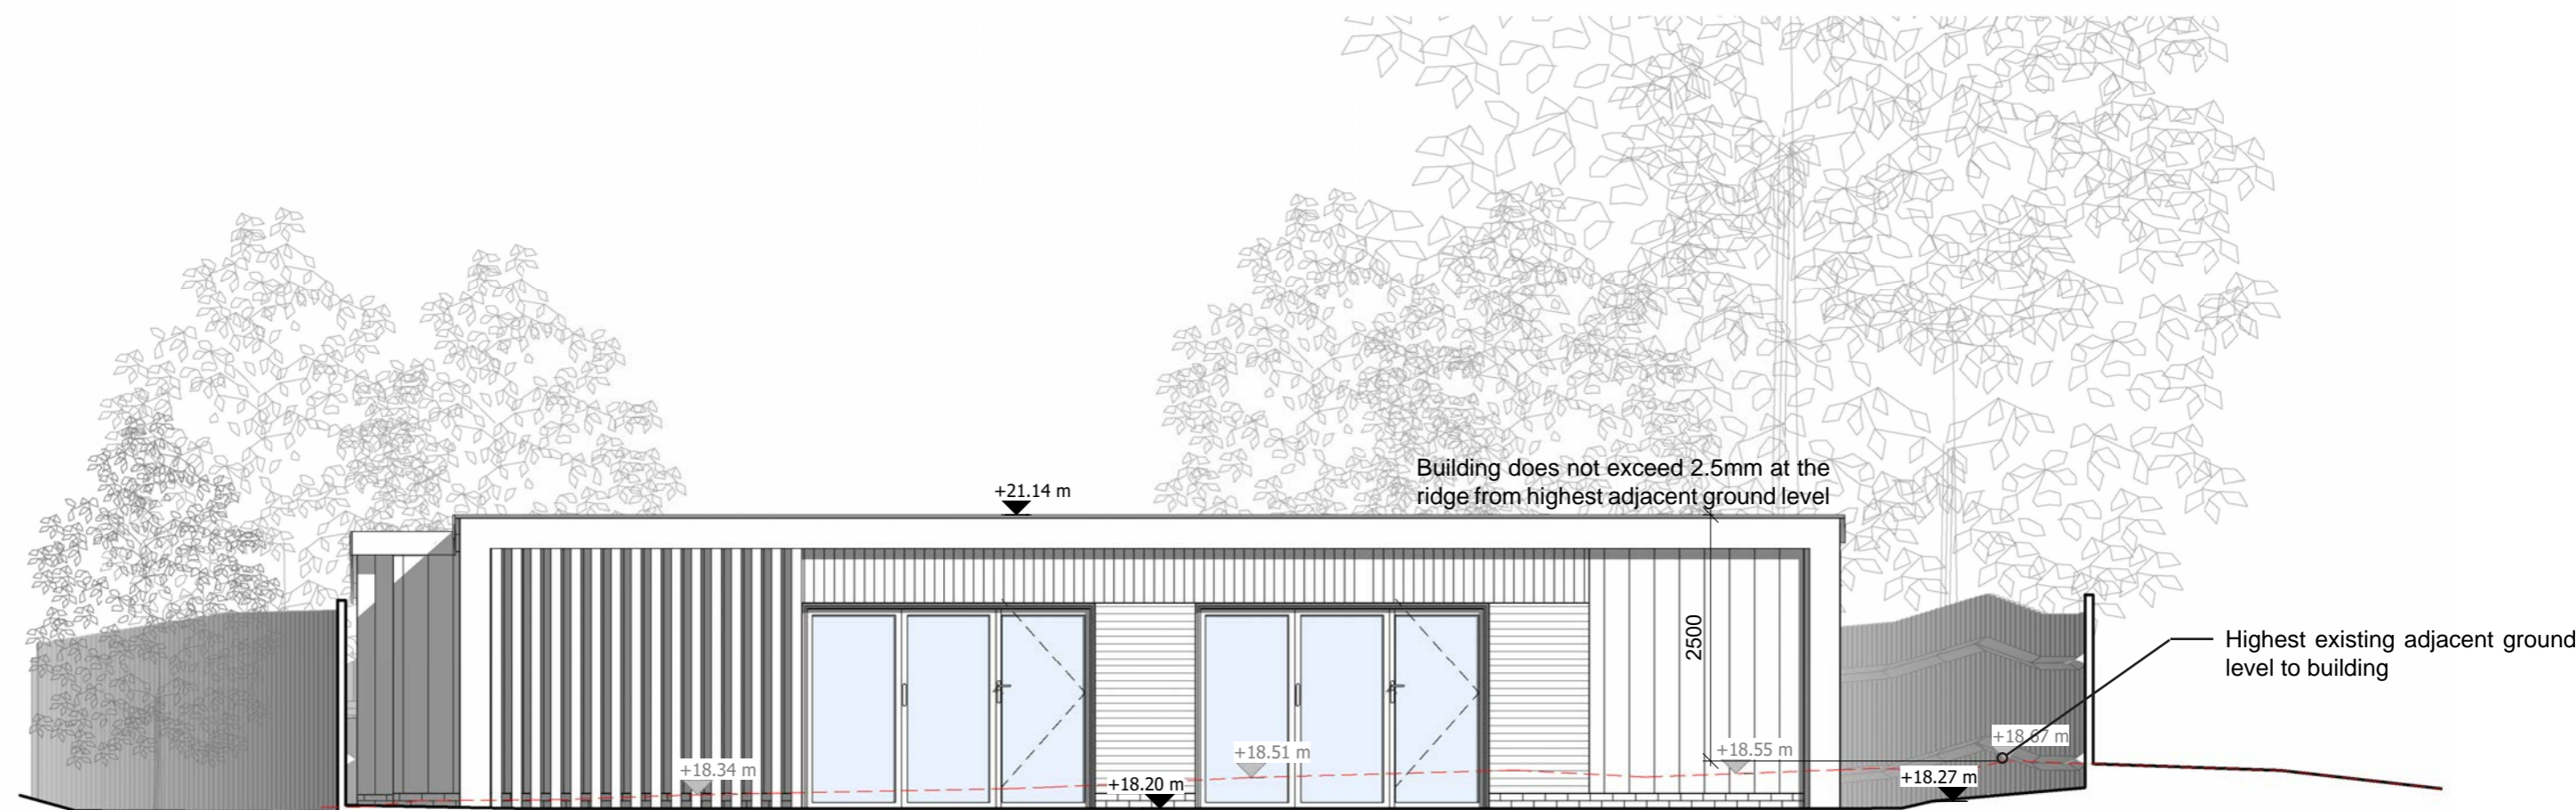 Building does not exceed 2.5mm at the
ridge from highest adjacent ground level
+21.14 m
2500
Highest existing adjacent ground
level to building
+18.67 m
+18.55 m
+18.51 m
+18.34 m
+18.20 m
+18.27 m